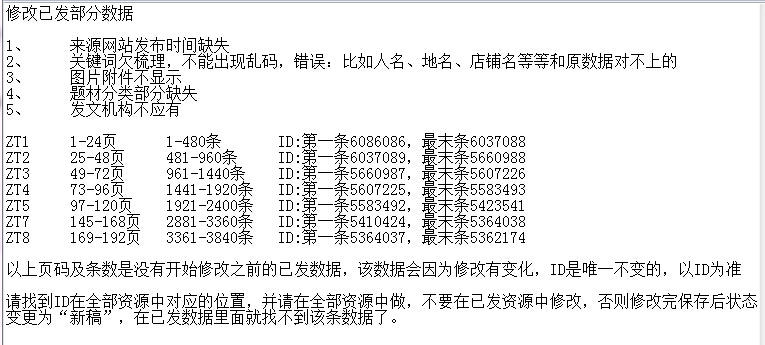 修改已发部分数据
1、 来源网站发布时间缺失
2、 关键词欠梳理，不能出现乱码，错误：比如人名、地名、店铺名等等和原数据对不上的
3、 图片附件不显示
4、 题材分类部分缺失
5、 发文机构不应有
ZT1 1-24页 1-480条 ID:第一条6086086，最末条6037088
ZT2 25-48页 481-960条 ID:第一条6037089，最末条5660988
ZT3 49-72页 961-1440条 ID:第一条5660987，最末条5607226
ZT4 73-96页 1441-1920条 ID:第一条5607225，最末条5583493
ZT5 97-120页 1921-2400条 ID:第一条5583492，最末条5423541
ZT7 145-168页 2881-3360条 ID:第一条5410424，最末条5364038
ZT8 169-192页 3361-3840条 ID:第一条5364037，最末条5362174
以上页码及条数是没有开始修改之前的已发数据，该数据会因为修改有变化，ID是唯一不变的，以ID为准
请找到ID在全部资源中对应的位置，并请在全部资源中做，不要在已发资源中修改，否则修改完保存后状态
变更为“新稿”，在已发数据里面就找不到该条数据了。